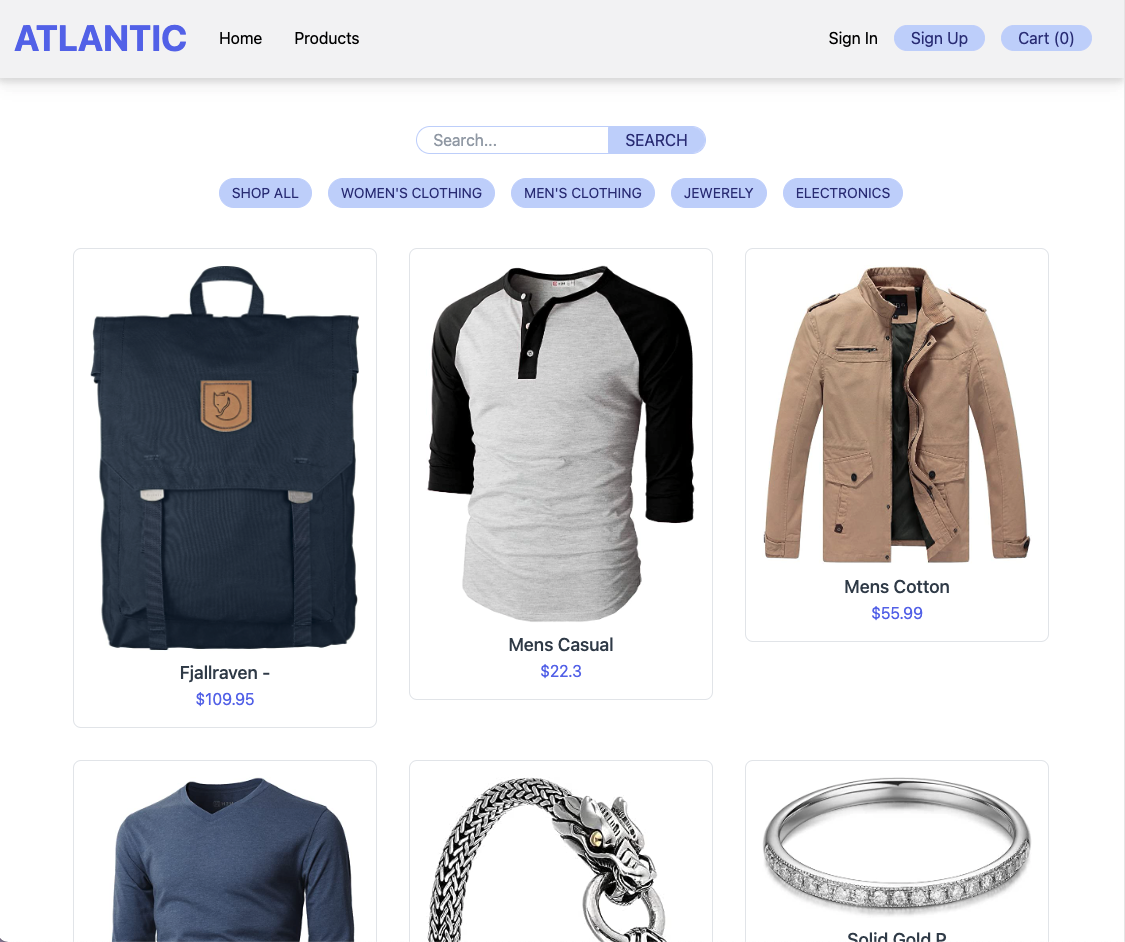 ATLANTIC Home Products Sign In Sign Up Cart (0)
Search... SEARCH
SHOP ALL WOMEN'S CLOTHING MEN'S CLOTHING JEWERELY ELECTRONICS
Fjallraven -
$109.95
Mens Casual
$22.3
Mens Cotton
$55.99
Solid Gold P